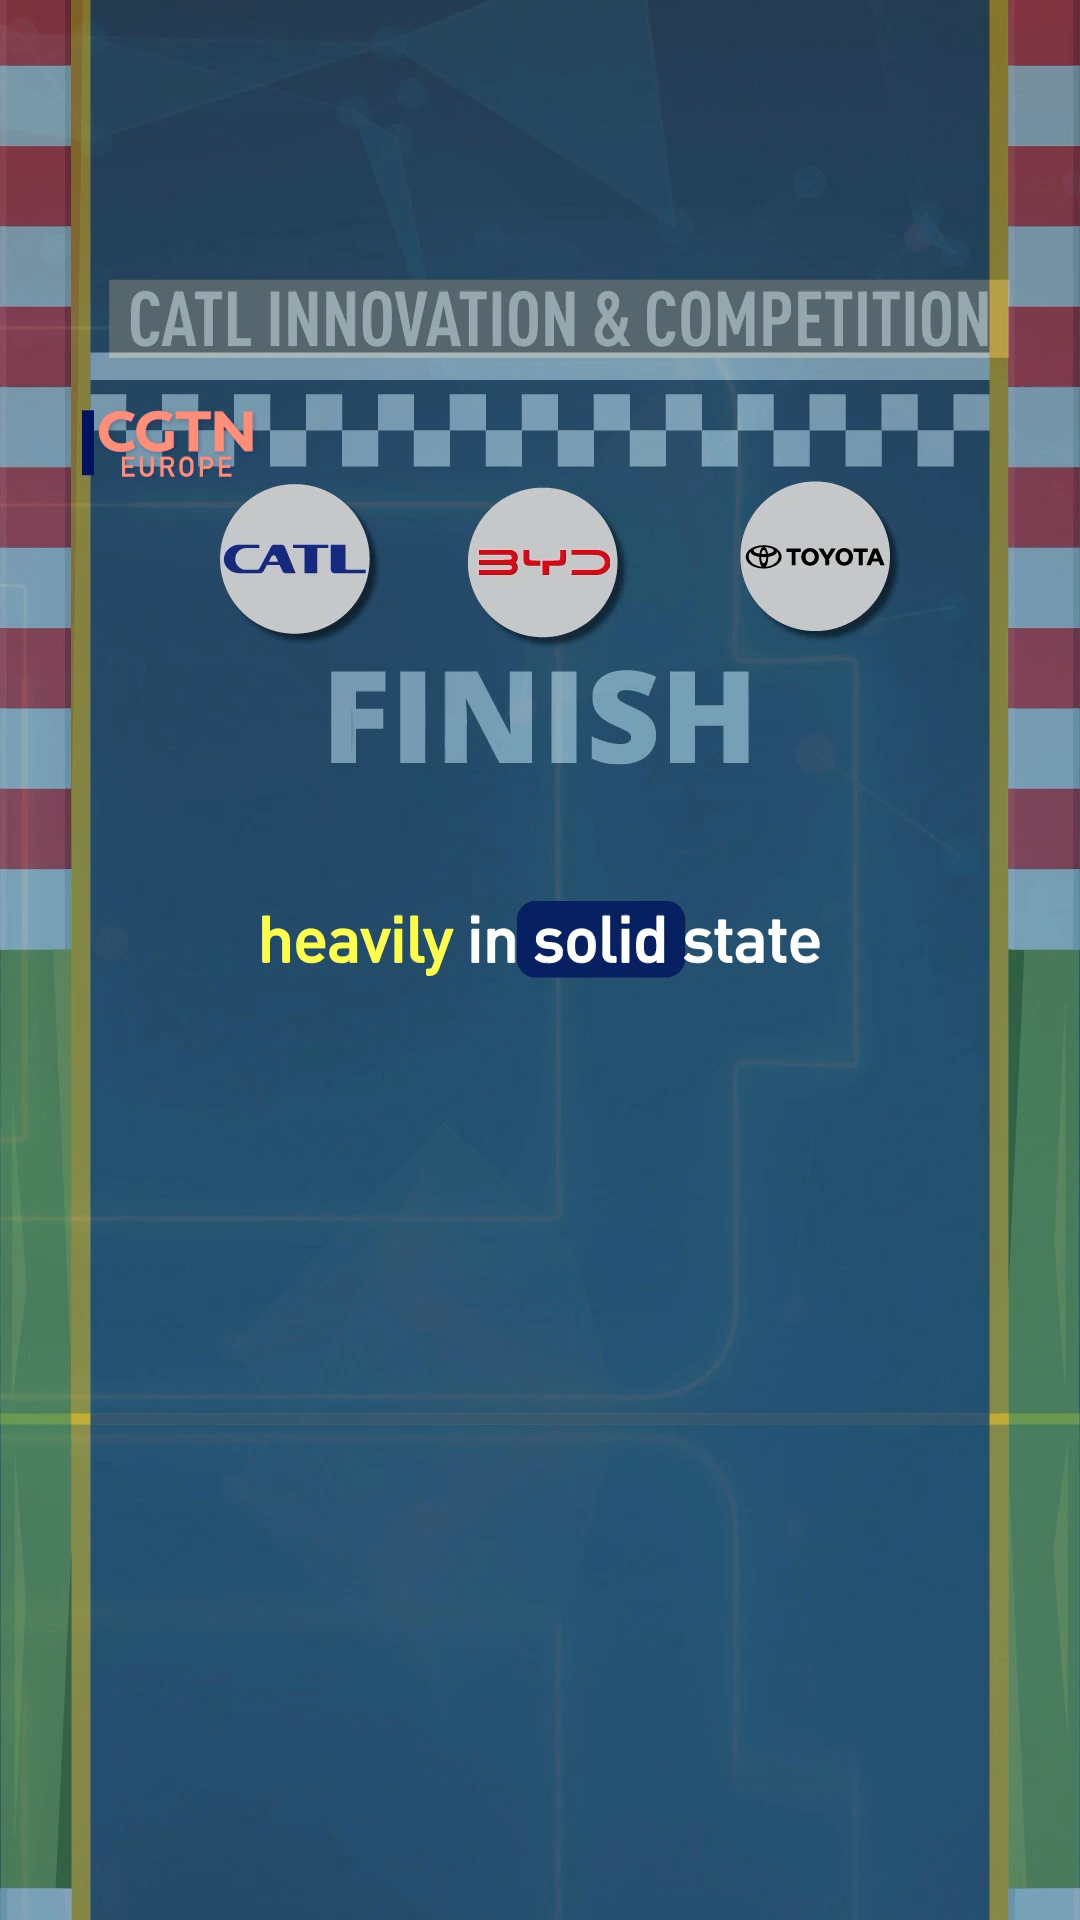 CATL INNOVATION & COMPETITION
CGTN
EUROPE
CATL
BYD
TOYOTA
FINISH
heavily in solid state